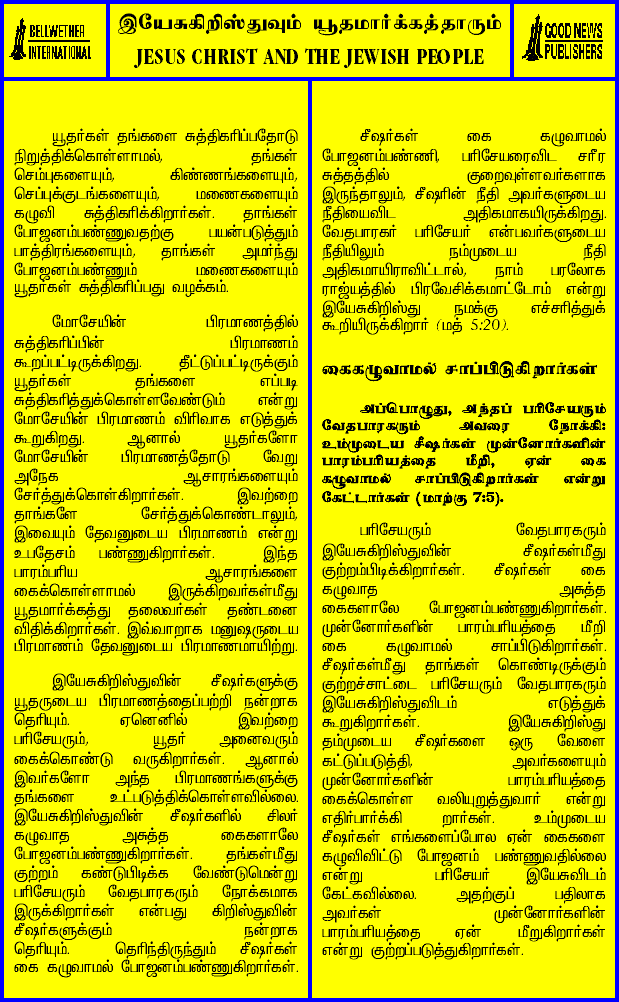 BELLWETHER
INTERNATIONAL
இயேசுகிறிஸ்துவும் யூதமார்க்கத்தாரும்
JESUS CHRIST AND THE JEWISH PEOPLE
GOOD NEWS
PUBLISHERS
யூதர்கள் தங்களை சுத்திகரிப்பதோடு
நிறுத்திக்கொள்ளாமல், தங்கள்
செம்புகளையும், கிண்ணங்களையும்,
செப்புக்குடங்களையும், மணைகளையும்
கழுவி சுத்திகரிக்கிறார்கள். தாங்கள்
போஜனம்பண்ணுவதற்கு பயன்படுத்தும்
பாத்திரங்களையும், தாங்கள் அமர்ந்து
போஜனம்பண்ணும் மணைகளையும்
யூதர்கள் சுத்திகரிப்பது வழக்கம்.
மோசேயின் பிரமாணத்தில்
சுத்திகரிப்பின் பிரமாணம்
கூறப்பட்டிருக்கிறது. தீட்டுப்பட்டிருக்கும்
யூதர்கள் தங்களை எப்படி
சுத்திகரித்துக்கொள்ளவேண்டும் என்று
மோசேயின் பிரமாணம் விரிவாக எடுத்துக்
கூறுகிறது. ஆனால் யூதர்களோ
மோசேயின் பிரமாணத்தோடு வேறு
அநேக ஆசாரங்களையும்
சேர்த்துக்கொள்கிறார்கள். இவற்றை
தாங்களே சேர்த்துக்கொண்டாலும்,
இவையும் தேவனுடைய பிரமாணம் என்று
உபதேசம் பண்ணுகிறார்கள். இந்த
பாரம்பரிய ஆசாரங்களை
கைக்கொள்ளாமல் இருக்கிறவர்கள்மீது
யூதமார்க்கத்து தலைவர்கள் தண்டனை
விதிக்கிறார்கள். இவ்வாறாக மனுஷருடைய
பிரமாணம் தேவனுடைய பிரமாணமாயிற்று.
இயேசுகிறிஸ்துவின் சீஷர்களுக்கு
யூதருடைய பிரமாணத்தைப்பற்றி நன்றாக
தெரியும். ஏனெனில் இவற்றை
பரிசேயரும், யூதர் அனைவரும்
கைக்கொண்டு வருகிறார்கள். ஆனால்
இவர்களோ அந்த பிரமாணங்களுக்கு
தங்களை உட்படுத்திக்கொள்ளவில்லை.
இயேசுகிறிஸ்துவின் சீஷர்களில் சிலர்
கழுவாத அசுத்த கைகளாலே
போஜனம்பண்ணுகிறார்கள். தங்கள்மீது
குற்றம் கண்டுபிடிக்க வேண்டுமென்று
பரிசேயரும் வேதபாரகரும் நோக்கமாக
இருக்கிறார்கள் என்பது கிறிஸ்துவின்
சீஷர்களுக்கும் நன்றாக
தெரியும். தெரிந்திருந்தும் சீஷர்கள்
கை கழுவாமல் போஜனம்பண்ணுகிறார்கள்.
சீஷர்கள் கை கழுவாமல்
போஜனம்பண்ணி, பரிசேயரைவிட சரீர
சுத்தத்தில் குறைவுள்ளவர்களாக
இருந்தாலும், சீஷரின் நீதி அவர்களுடைய
நீதியைவிட அதிகமாகயிருக்கிறது.
வேதபாரகர் பரிசேயர் என்பவர்களுடைய
நீதியிலும் நம்முடைய நீதி
அதிகமாயிராவிட்டால், நாம் பரலோக
ராஜ்யத்தில் பிரவேசிக்கமாட்டோம் என்று
இயேசுகிறிஸ்து நமக்கு எச்சரித்துக்
கூறியிருக்கிறார் (மத் 5:20).
கைகழுவாமல் சாப்பிடுகிறார்கள்
அப்பொழுது, அந்தப் பரிசேயரும்
வேதபாரகரும் அவரை நோக்கி:
உம்முடைய சீஷர்கள் முன்னோர்களின்
பாரம்பரியத்தை மீறி, ஏன் கை
கழுவாமல் சாப்பிடுகிறார்கள் என்று
கேட்டார்கள் (மாற்கு 7:5).
பரிசேயரும் வேதபாரகரும்
இயேசுகிறிஸ்துவின் சீஷர்கள்மீது
குற்றம்பிடிக்கிறார்கள். சீஷர்கள் கை
கழுவாத அசுத்த
கைகளாலே போஜனம்பண்ணுகிறார்கள்.
முன்னோர்களின் பாரம்பரியத்தை மீறி
கை கழுவாமல் சாப்பிடுகிறார்கள்.
சீஷர்கள்மீது தாங்கள் கொண்டிருக்கும்
குற்றச்சாட்டை பரிசேயரும் வேதபாரகரும்
இயேசுகிறிஸ்துவிடம் எடுத்துக்
கூறுகிறார்கள். இயேசுகிறிஸ்து
தம்முடைய சீஷர்களை ஒரு வேளை
கட்டுப்படுத்தி, அவர்களையும்
முன்னோர்களின் பாரம்பரியத்தை
கைக்கொள்ள வலியுறுத்துவார் என்று
எதிர்பார்க்கி றார்கள். உம்முடைய
சீஷர்கள் எங்களைப்போல ஏன் கைகளை
கழுவிவிட்டு போஜனம் பண்ணுவதில்லை
என்று பரிசேயர் இயேசுவிடம்
கேட்கவில்லை. அதற்குப் பதிலாக
அவர்கள் முன்னோர்களின்
பாரம்பரியத்தை ஏன் மீறுகிறார்கள்
என்று குற்றப்படுத்துகிறார்கள்.